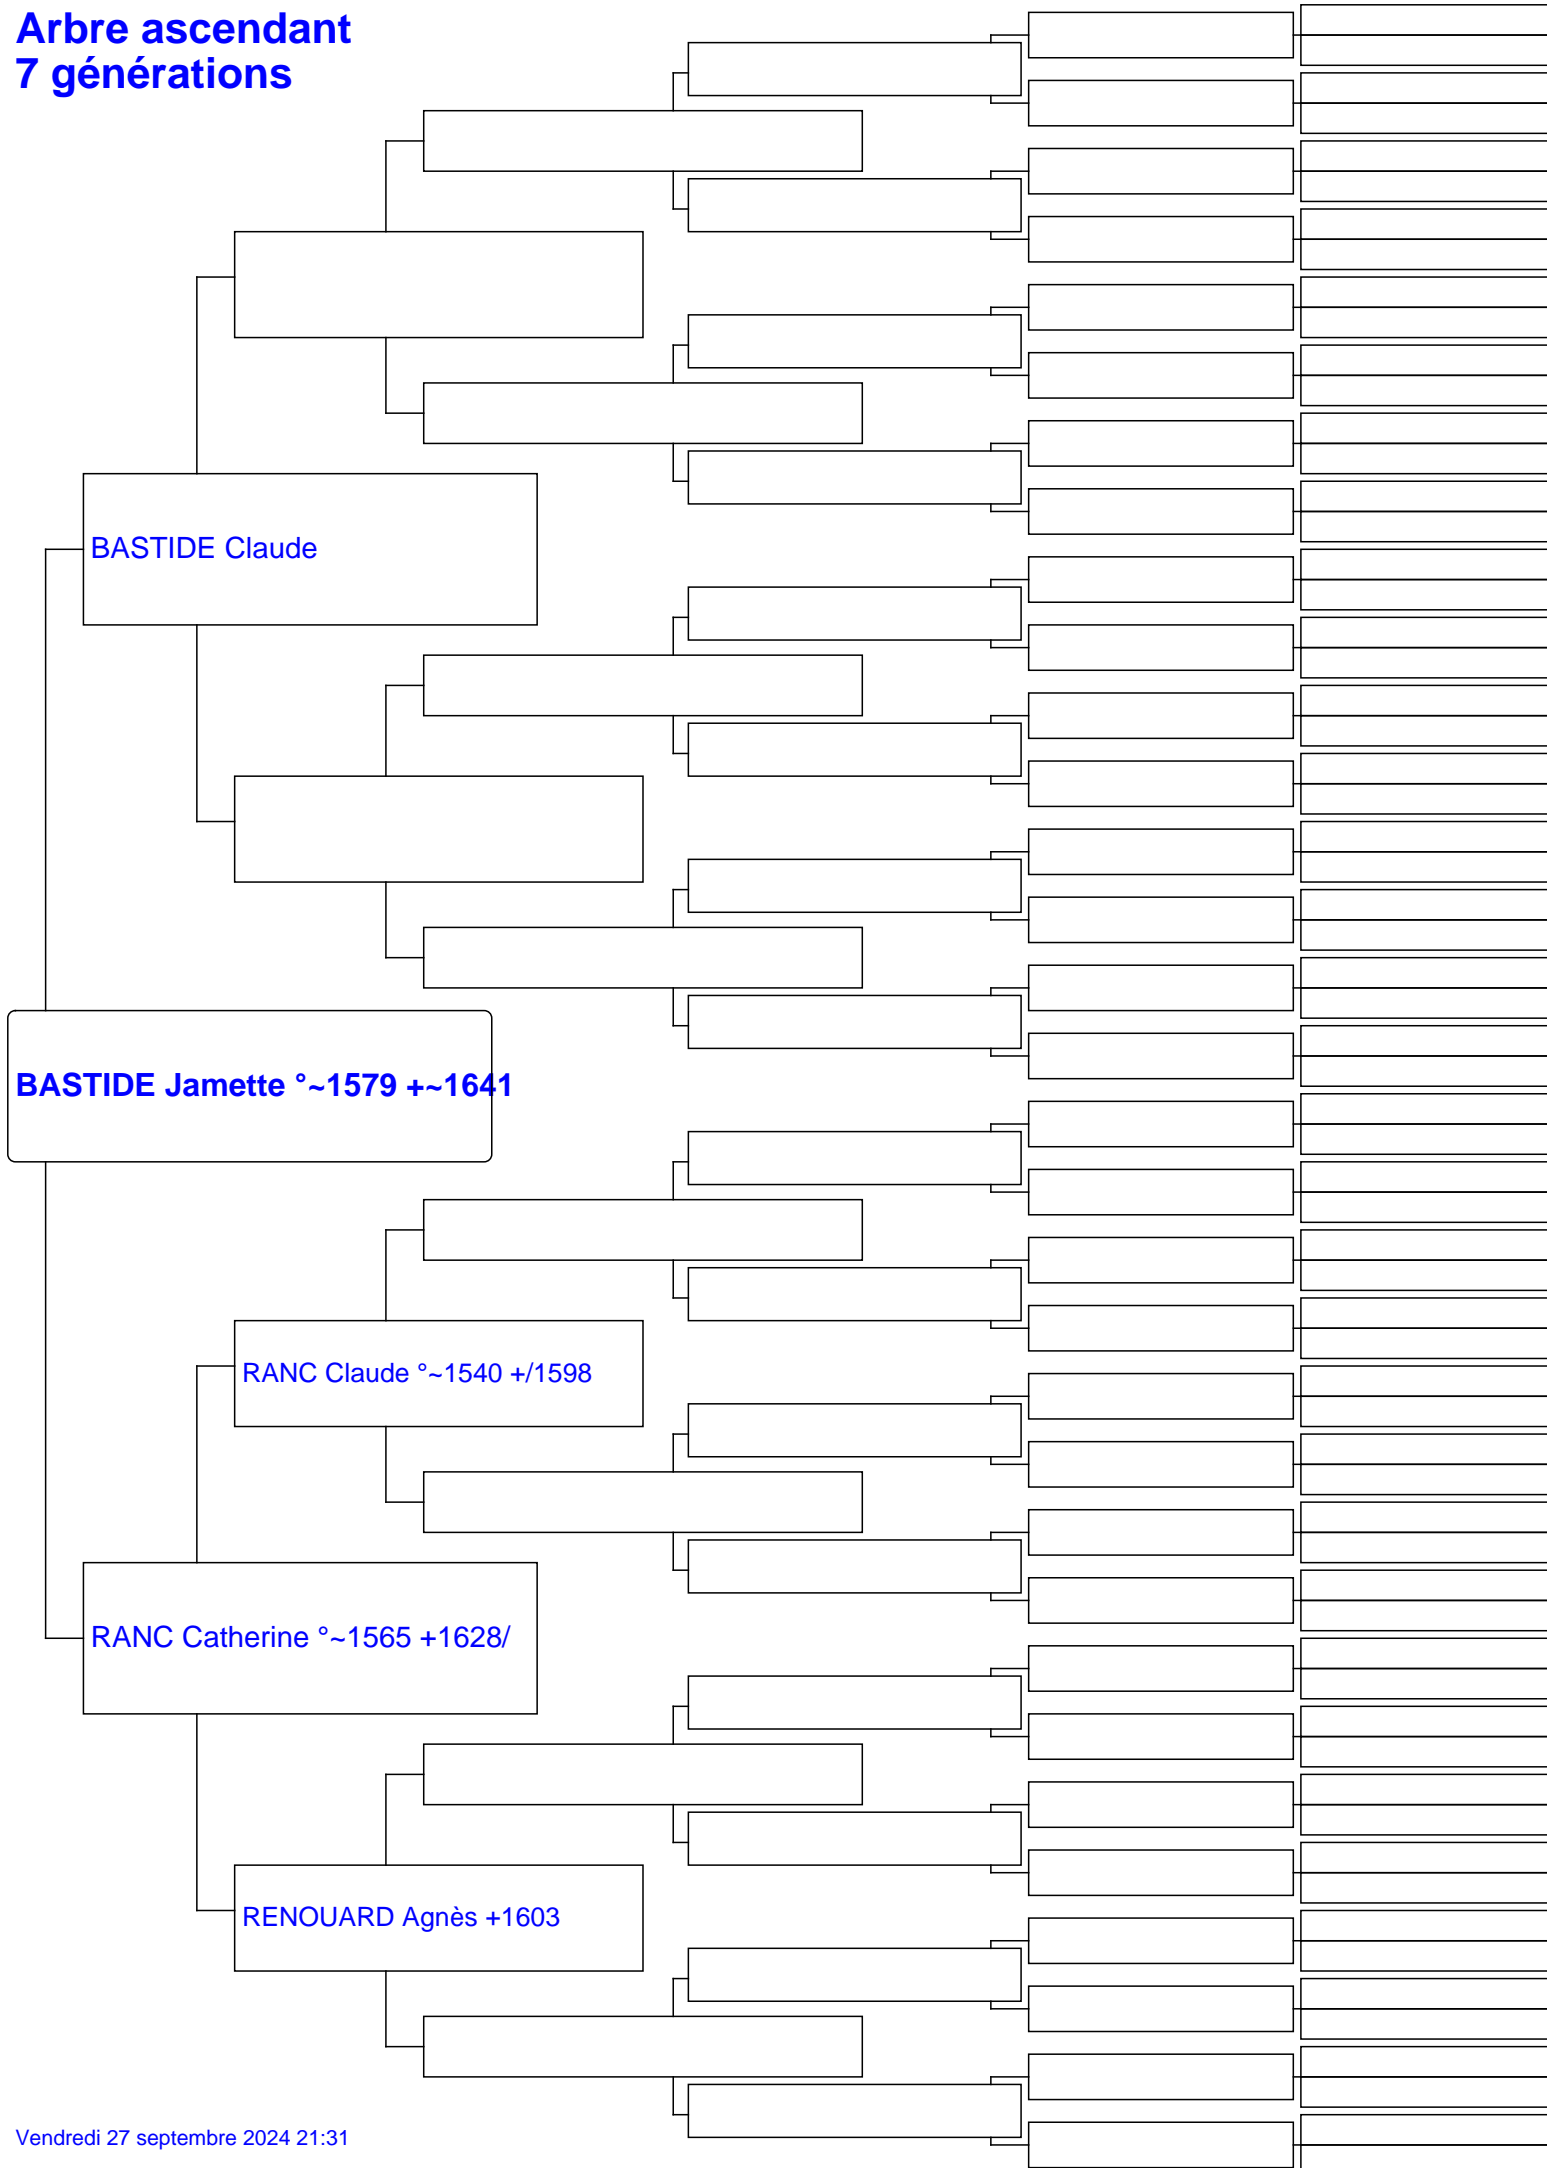 Arbre ascendant
7 générations
BASTIDE Claude
BASTIDE Jamette °~1579 +~1641
RANC Claude °~1540 +/1598
RANC Catherine °~1565 +1628/
RENOUARD Agnès +1603
Vendredi 27 septembre 2024 21:31